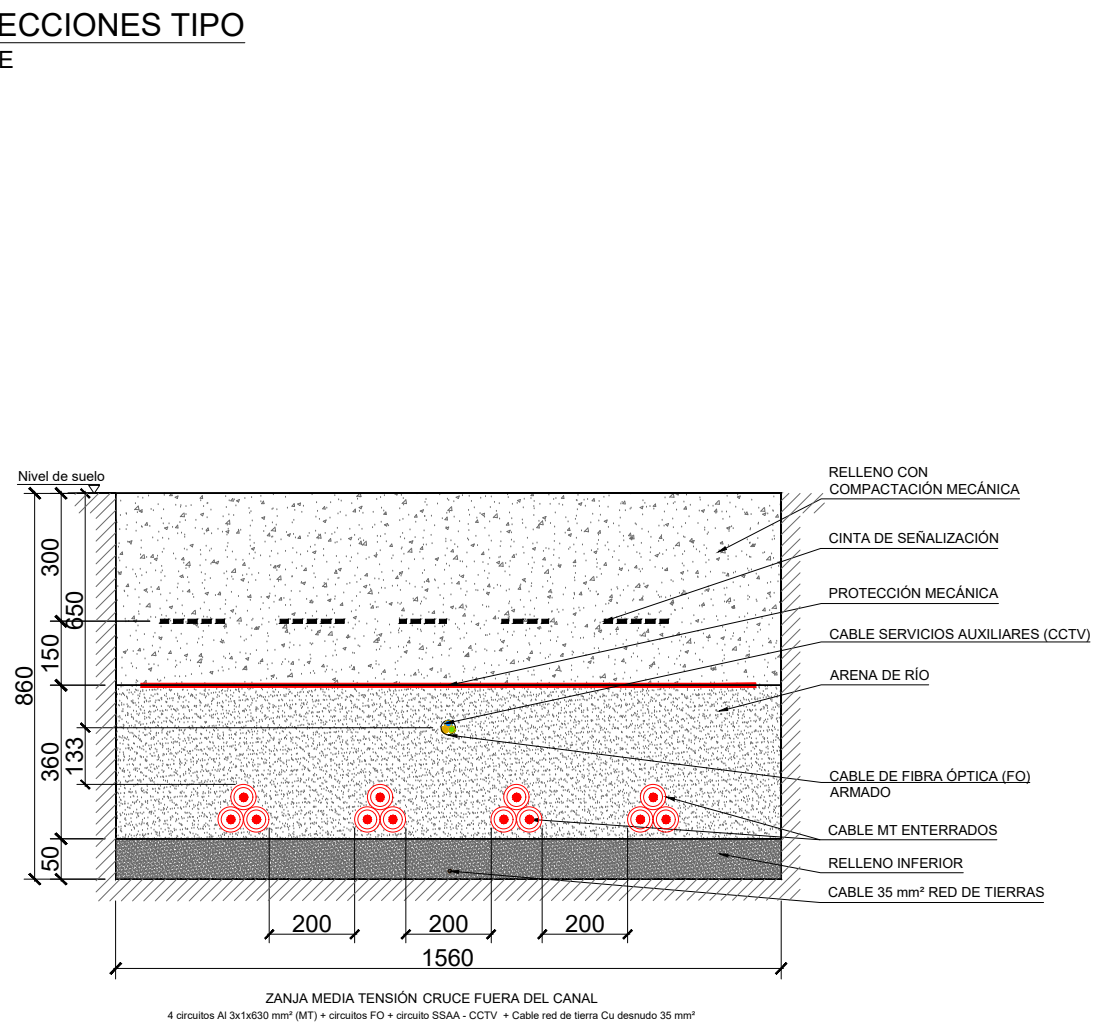 ECCIONES TIPO
E
Nivel de suelo
RELLENO CON
COMPACTACIÓN MECÁNICA
CINTA DE SEÑALIZACIÓN
PROTECCIÓN MECÁNICA
CABLE SERVICIOS AUXILIARES (CCTV)
ARENA DE RÍO
CABLE DE FIBRA ÓPTICA (FO)
ARMADO
CABLE MT ENTERRADOS
RELLENO INFERIOR
CABLE 35 mm² RED DE TIERRAS
860
300
150
360
50
650
133
200
200
200
1560
ZANJA MEDIA TENSIÓN CRUCE FUERA DEL CANAL
4 circuitos Al 3x1x630 mm² (MT) + circuitos FO + circuito SSAA - CCTV + Cable red de tierra Cu desnudo 35 mm²